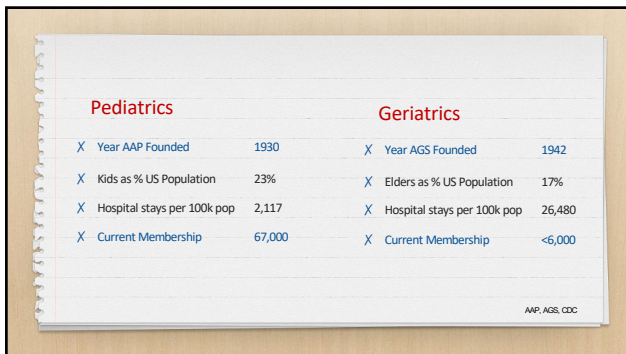 Pediatrics
✗ Year AAP Founded 1930
✗ Kids as % US Population 23%
✗ Hospital stays per 100k pop 2,117
✗ Current Membership 67,000
Geriatrics
✗ Year AGS Founded 1942
✗ Elders as % US Population 17%
✗ Hospital stays per 100k pop 26,480
✗ Current Membership <6,000
AAP, AGS, CDC